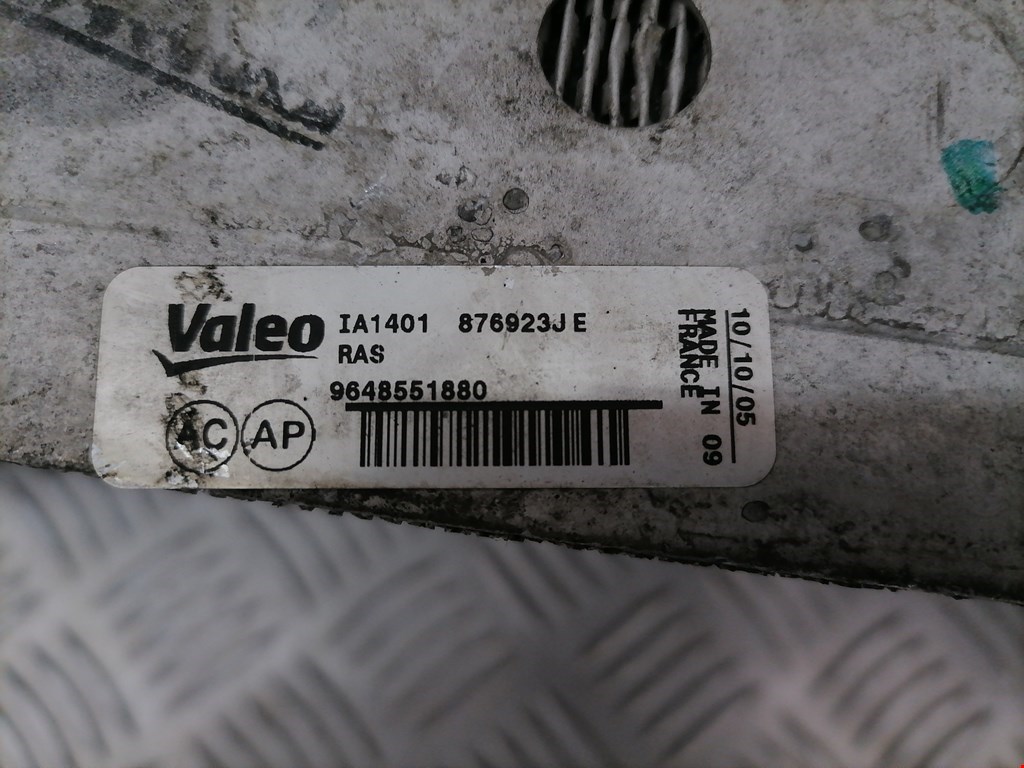 Valeo IA1401 876923J E
RAS
9648551880
AC AP
10/10/05
MADE IN 09
FRANCE